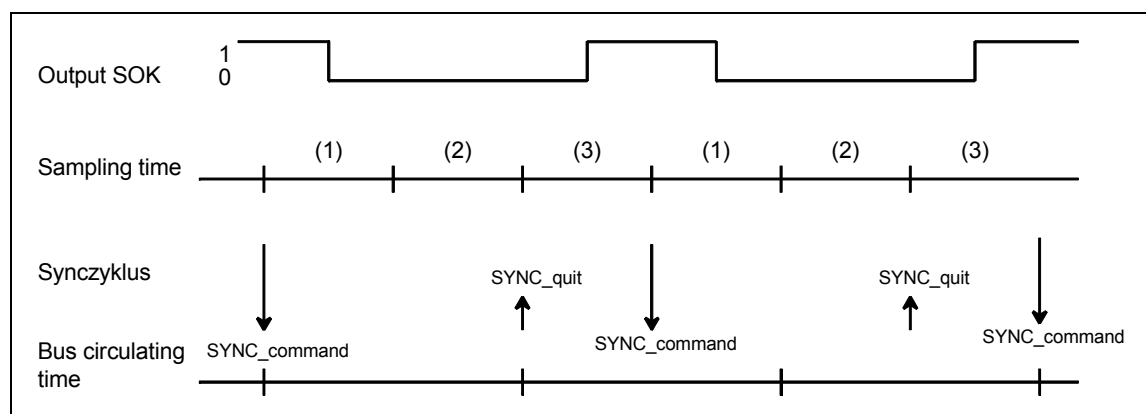 1
Output SOK
0
(1) (2) (3) (1) (2) (3)
Sampling time
Synczyklus
SYNC_quit SYNC_quit
SYNC_command SYNC_command SYNC_command
Bus circulating
time